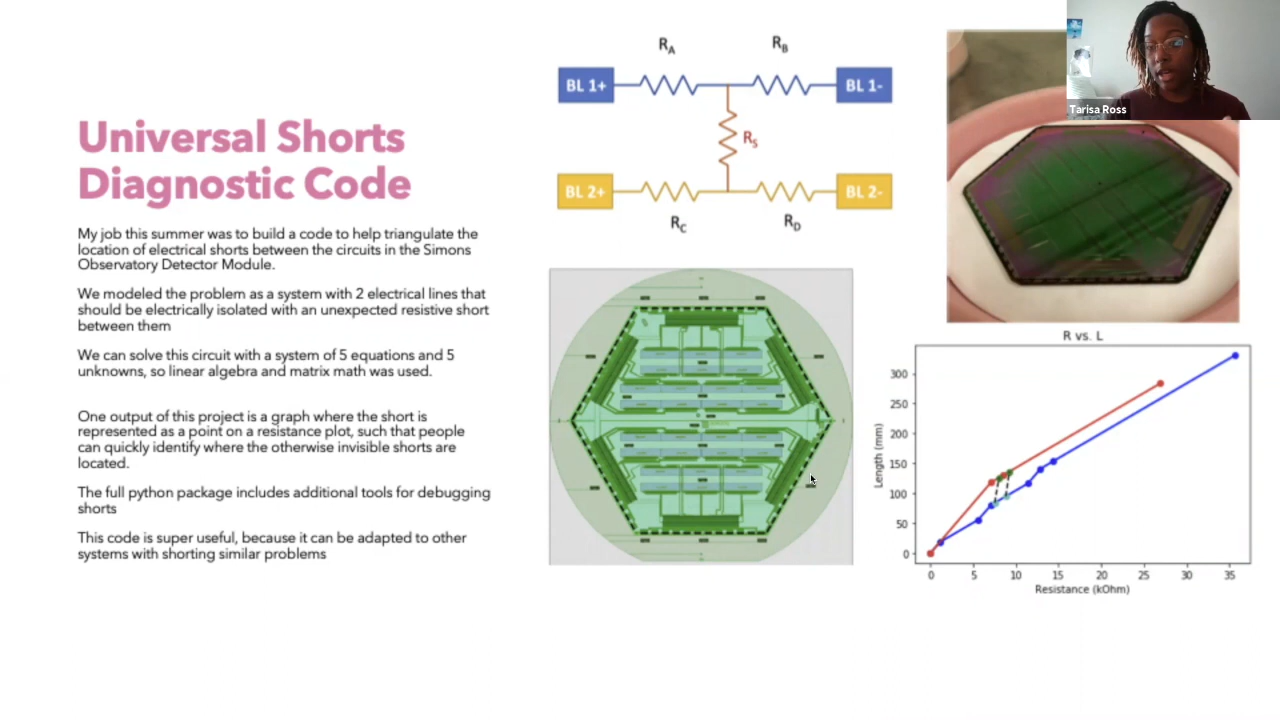 Universal Shorts
Diagnostic Code
My job this summer was to build a code to help triangulate the
location of electrical shorts between the circuits in the Simons
Observatory Detector Module.
We modeled the problem as a system with 2 electrical lines that
should be electrically isolated with an unexpected resistive short
between them
We can solve this circuit with a system of 5 equations and 5
unknowns, so linear algebra and matrix math was used.
One output of this project is a graph where the short is
represented as a point on a resistance plot, such that people
can quickly identify where the otherwise invisible shorts are
located.
The full python package includes additional tools for debugging
shorts
This code is super useful, because it can be adapted to other
systems with shorting similar problems
RA RB
BL 1+ BL 1-
RS
BL 2+ BL 2-
RC RD
Tarisa Ross
R vs. L
Length (mm)
300
250
200
150
100
50
0
0 5 10 15 20 25 30 35
Resistance (kOhm)